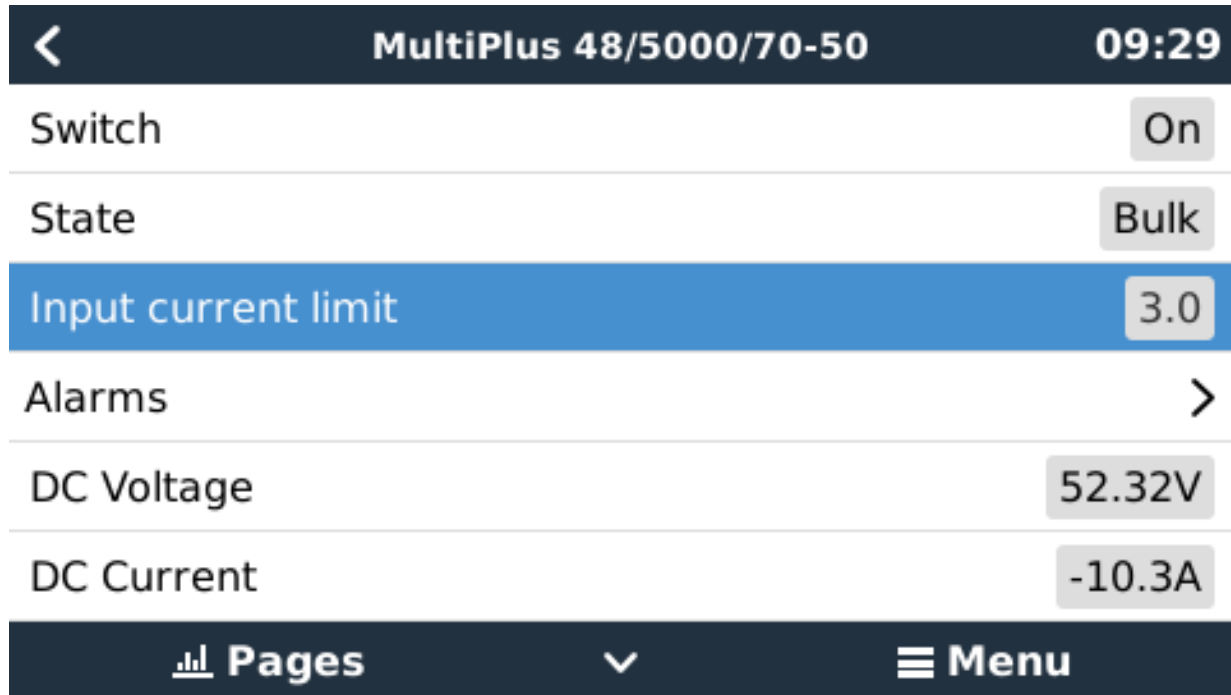 MultiPlus 48/5000/70-50 09:29
Switch On
State Bulk
Input current limit 3.0
Alarms
DC Voltage 52.32V
DC Current -10.3A
Pages Menu